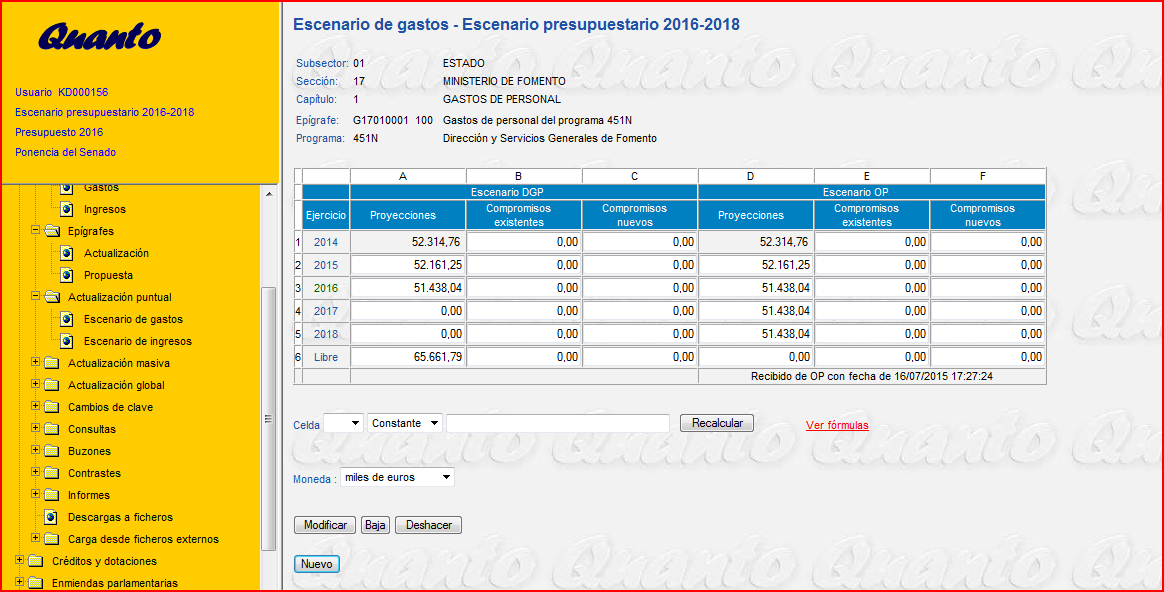 Quanto
Usuario KD000156
Escenario presupuestario 2016-2018
Presupuesto 2016
Ponencia del Senado
Gastos
Ingresos
Epígrafes
Actualización
Propuesta
Actualización puntual
Escenario de gastos
Escenario de ingresos
Actualización masiva
Actualización global
Cambios de clave
Consultas
Buzones
Contrastes
Informes
Descargas a ficheros
Carga desde ficheros externos
Créditos y dotaciones
Enmiendas parlamentarias
Escenario de gastos - Escenario presupuestario 2016-2018
Subsector: 01 ESTADO
Sección: 17 MINISTERIO DE FOMENTO
Capítulo: 1 GASTOS DE PERSONAL
Epígrafe: G17010001 100 Gastos de personal del programa 451N
Programa: 451N Dirección y Servicios Generales de Fomento
A B C D E F
Escenario DGP Escenario OP
Ejercicio Proyecciones Compromisos existentes Compromisos nuevos Proyecciones Compromisos existentes Compromisos nuevos
1 2014 52.314,76 0,00 0,00 52.314,76 0,00 0,00
2 2015 52.161,25 0,00 0,00 52.161,25 0,00 0,00
3 2016 51.438,04 0,00 0,00 51.438,04 0,00 0,00
4 2017 0,00 0,00 0,00 51.438,04 0,00 0,00
5 2018 0,00 0,00 0,00 51.438,04 0,00 0,00
6 Libre 65.661,79 0,00 0,00 0,00 0,00 0,00
Recibido de OP con fecha de 16/07/2015 17:27:24
Celda Constante Recalcular Ver fórmulas
Moneda : miles de euros
Modificar Baja Deshacer
Nuevo